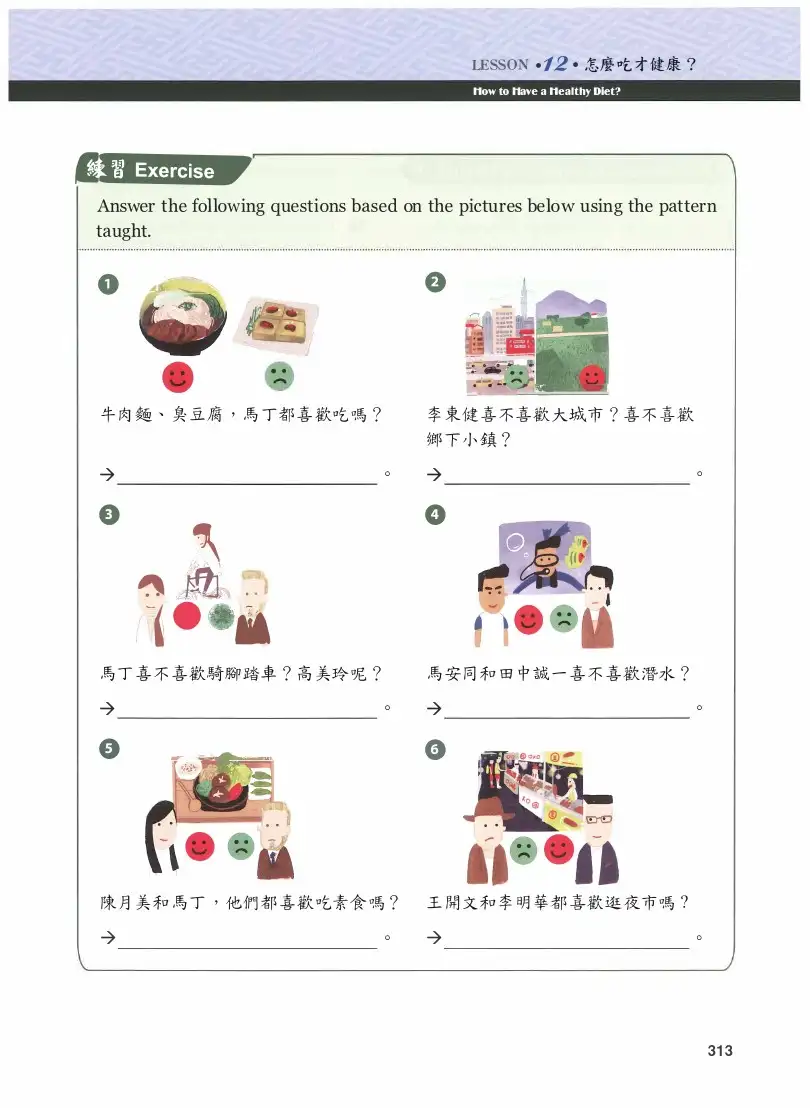 LESSON •12• 怎麼吃才健康？
How to Have a Healthy Diet?
練習 Exercise
Answer the following questions based on the pictures below using the pattern
taught.
1
牛肉麵、臭豆腐，馬丁都喜歡吃嗎？
→ 。
2
李東健喜不喜歡大城市？喜不喜歡
鄉下小鎮？
→ 。
3
馬丁喜不喜歡騎腳踏車？高美玲呢？
→ 。
4
馬安同和田中誠一喜不喜歡潛水？
→ 。
5
陳月美和馬丁，他們都喜歡吃素食嗎？
→ 。
6
王開文和李明華都喜歡逛夜市嗎？
→ 。
313